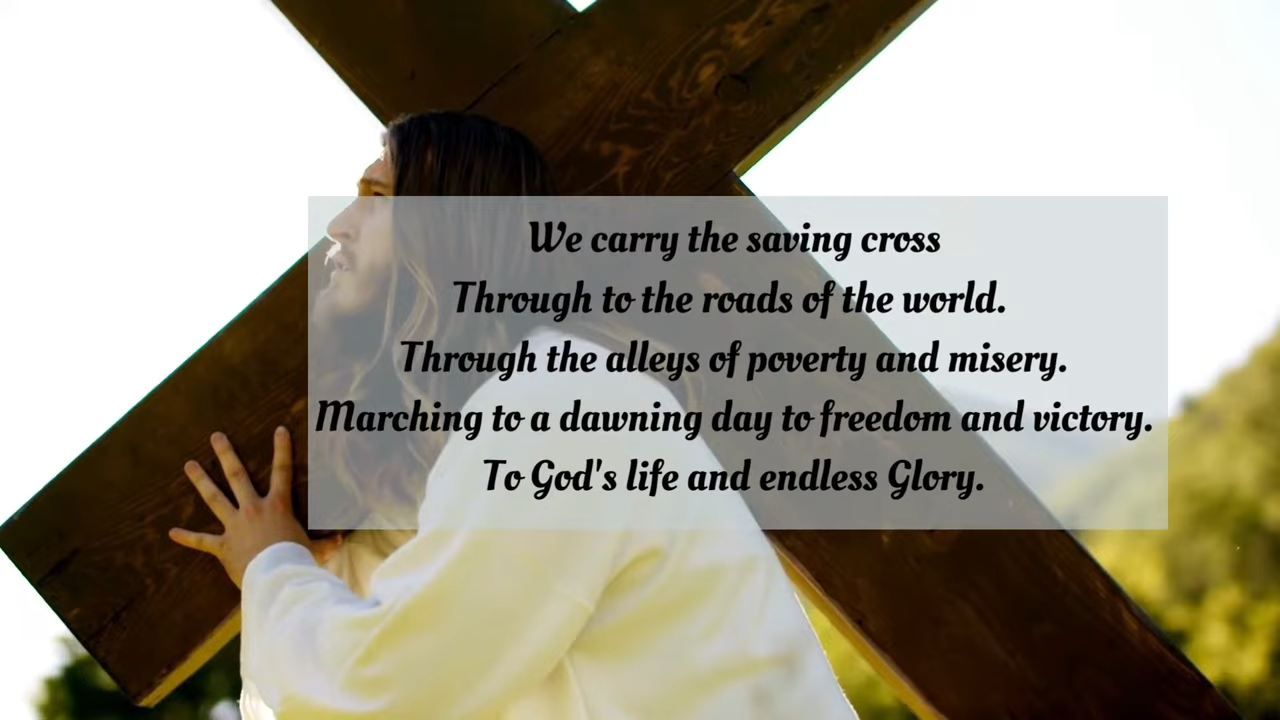 We carry the saving cross
Through to the roads of the world.
Through the alleys of poverty and misery.
Marching to a dawning day to freedom and victory.
To God's life and endless Glory.